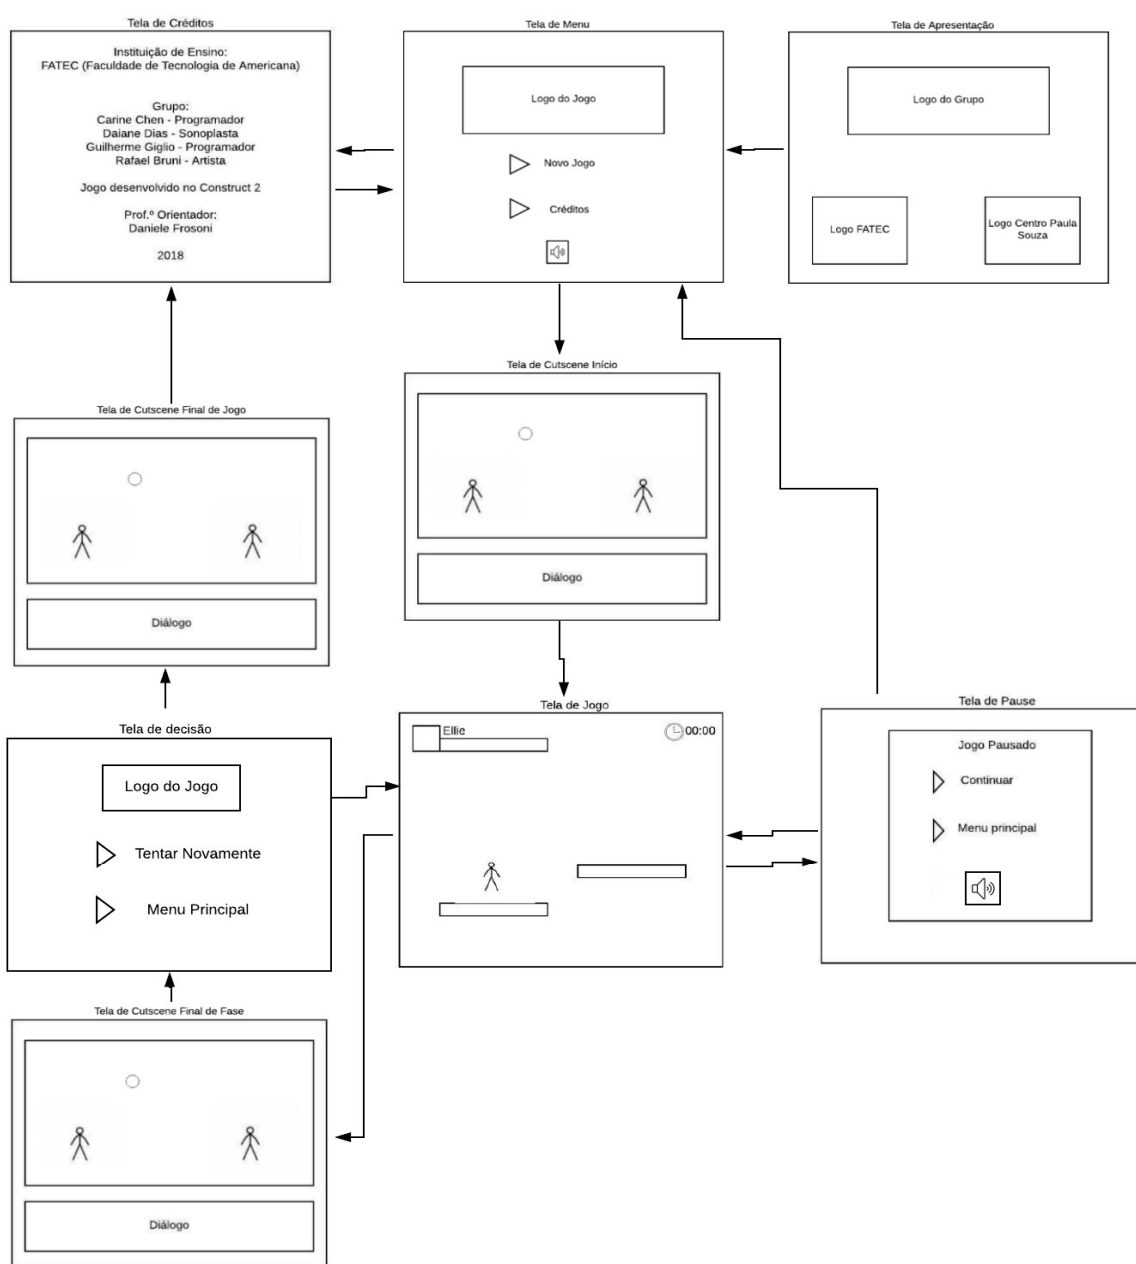 Tela de Créditos
Instituição de Ensino:
FATEC (Faculdade de Tecnologia de Americana)
Grupo:
Carine Chen - Programador
Daiane Dias - Sonoplasta
Guilherme Giglio - Programador
Rafael Bruni - Artista
Jogo desenvolvido no Construct 2
Prof.º Orientador:
Daniele Frosoni
2018
Tela de Menu
Logo do Jogo
Novo Jogo
Créditos
Tela de Apresentação
Logo do Grupo
Logo FATEC
Logo Centro Paula
Souza
Tela de Cutscene Final de Jogo
Diálogo
Tela de Cutscene Início
Diálogo
Tela de decisão
Logo do Jogo
Tentar Novamente
Menu Principal
Tela de Jogo
Ellie
00:00
Tela de Pause
Jogo Pausado
Continuar
Menu principal
Tela de Cutscene Final de Fase
Diálogo